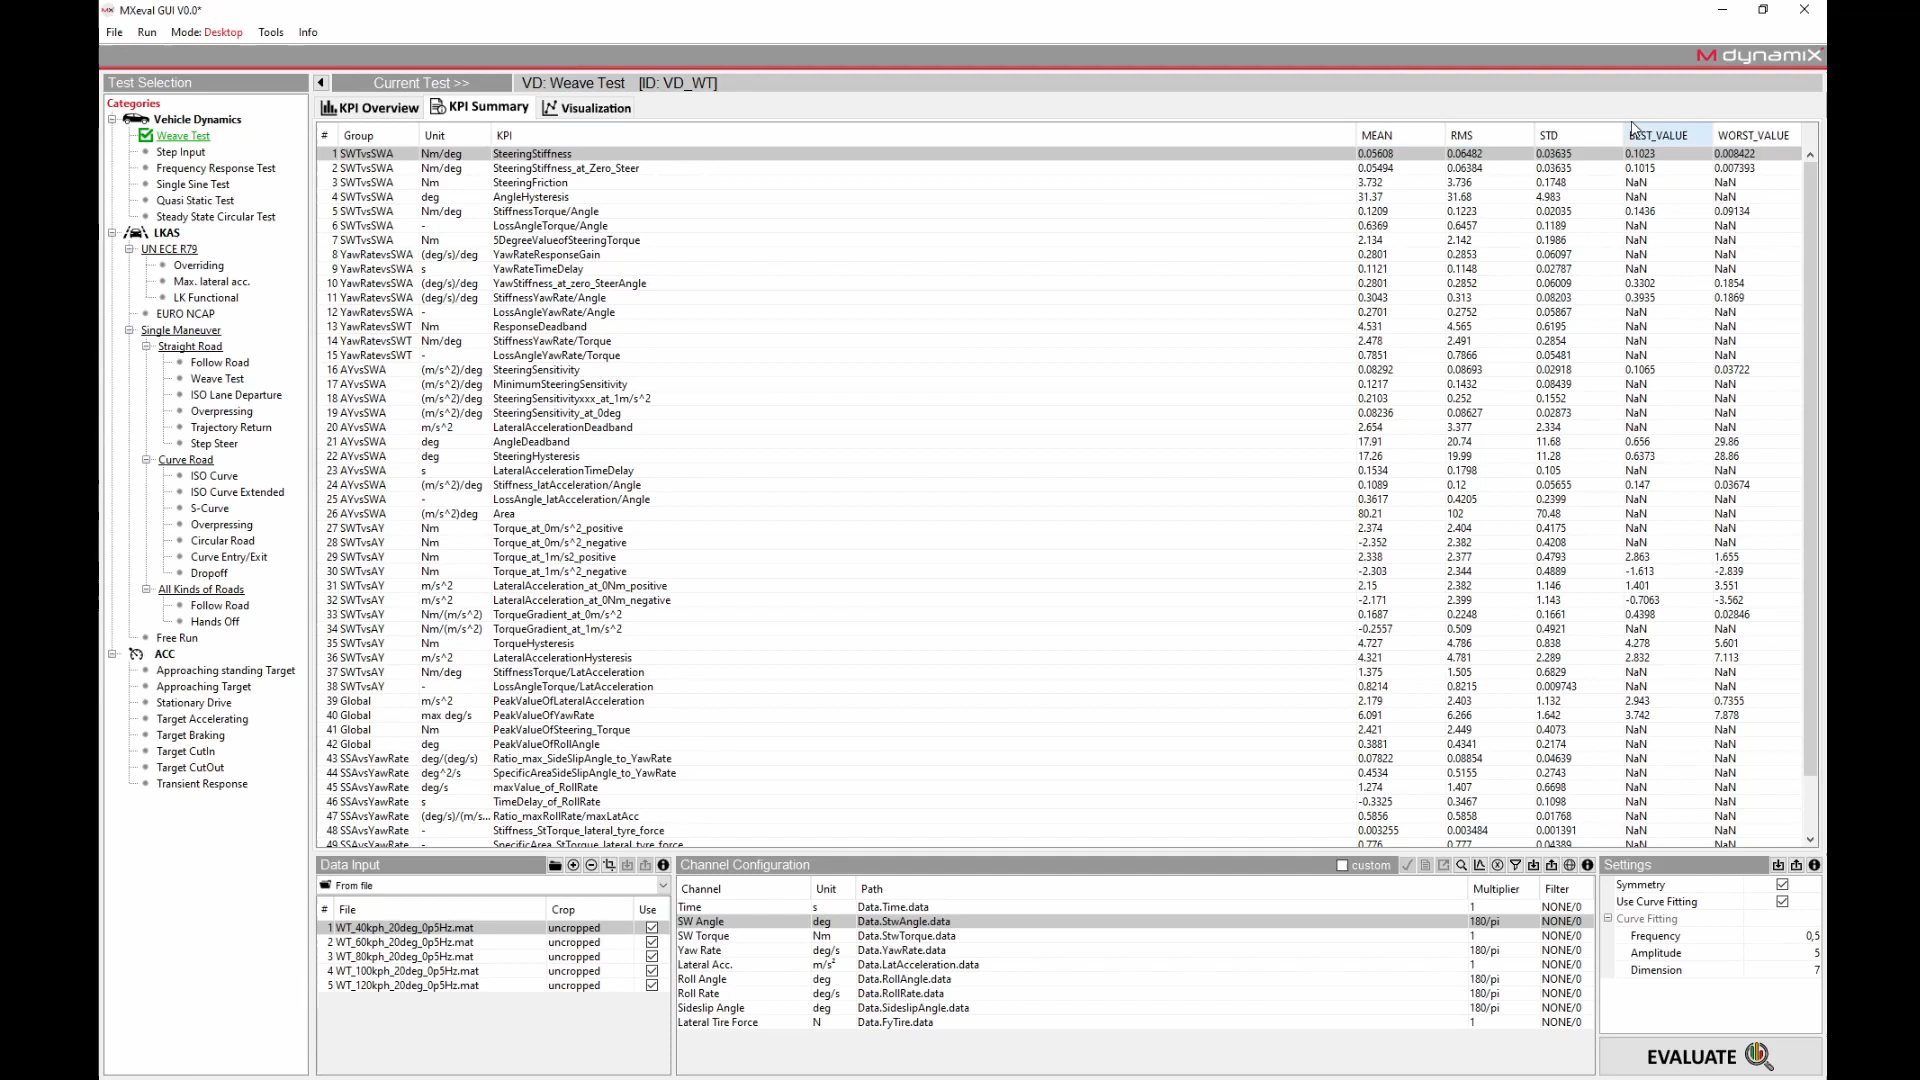 MXeval GUI V0.0*
File Run Mode: Desktop Tools Info
M dynamiX
Test Selection
Current Test >> VD: Weave Test [ID: VD_WT]
Categories
Vehicle Dynamics
Weave Test
Step Input
Frequency Response Test
Single Sine Test
Quasi Static Test
Steady State Circular Test
LKAS
UN ECE R79
Overriding
Max. lateral acc.
LK Functional
EURO NCAP
Single Maneuver
Straight Road
Follow Road
Weave Test
ISO Lane Departure
Overpressing
Trajectory Return
Step Steer
Curve Road
ISO Curve
ISO Curve Extended
S-Curve
Overpressing
Circular Road
Curve Entry/Exit
Dropoff
All Kinds of Roads
Follow Road
Hands Off
Free Run
ACC
Approaching standing Target
Approaching Target
Stationary Drive
Target Accelerating
Target Braking
Target CutIn
Target CutOut
Transient Response
KPI Overview KPI Summary Visualization
# Group Unit KPI MEAN RMS STD WORST_VALUE
1 SWTvsSWA Nm/deg SteeringStiffness 0.05608 0.06482 0.03635 0.1023 0.008422
2 SWTvsSWA Nm/deg SteeringStiffness_at_Zero_Steer 0.05494 0.06384 0.03635 0.1015 0.007393
3 SWTvsSWA Nm SteeringFriction 3.732 3.736 0.1748 NaN NaN
4 SWTvsSWA deg AngleHysteresis 31.37 31.68 4.983 NaN NaN
5 SWTvsSWA Nm/deg StiffnessTorque/Angle 0.1209 0.1223 0.02035 0.1436 0.09134
6 SWTvsSWA - LossAngleTorque/Angle 0.6369 0.6457 0.1189 NaN NaN
7 SWTvsSWA Nm 5DegreeValueofSteeringTorque 2.134 2.142 0.1986 NaN NaN
8 YawRatevsSWA (deg/s)/deg YawRateResponseGain 0.2801 0.2853 0.06097 NaN NaN
9 YawRatevsSWA s YawRateTimeDelay 0.1121 0.1148 0.02787 NaN NaN
10 YawRatevsSWA (deg/s)/deg YawStiffness_at_zero_SteerAngle 0.2801 0.2852 0.06009 0.3302 0.1854
11 YawRatevsSWA (deg/s)/deg StiffnessYawRate/Angle 0.3043 0.313 0.08203 0.3935 0.1869
12 YawRatevsSWA - LossAngleYawRate/Angle 0.2701 0.2752 0.05867 NaN NaN
13 YawRatevsSWT Nm ResponseDeadband 4.531 4.565 0.6195 NaN NaN
14 YawRatevsSWT Nm/deg StiffnessYawRate/Torque 2.478 2.491 0.2854 NaN NaN
15 YawRatevsSWT - LossAngleYawRate/Torque 0.7851 0.7866 0.05481 NaN NaN
16 AYvsSWA (m/s^2)/deg SteeringSensitivity 0.08292 0.08693 0.02918 0.1065 0.03722
17 AYvsSWA (m/s^2)/deg MinimumSteeringSensitivity 0.1217 0.1432 0.08439 NaN NaN
18 AYvsSWA (m/s^2)/deg SteeringSensitivityxxx_at_1m/s^2 0.2103 0.252 0.1552 NaN NaN
19 AYvsSWA (m/s^2)/deg SteeringSensitivity_at_0deg 0.08236 0.08627 0.02873 NaN NaN
20 AYvsSWA m/s^2 LateralAccelerationDeadband 2.654 3.377 2.334 NaN NaN
21 AYvsSWA deg AngleDeadband 17.91 20.74 11.68 0.656 29.86
22 AYvsSWA deg SteeringHysteresis 17.26 19.99 11.28 0.6373 28.86
23 AYvsSWA s LateralAccelerationTimeDelay 0.1534 0.1798 0.105 NaN NaN
24 AYvsSWA (m/s^2)/deg Stiffness_latAcceleration/Angle 0.1089 0.12 0.05655 0.147 0.03674
25 AYvsSWA - LossAngle_latAcceleration/Angle 0.3617 0.4205 0.2399 NaN NaN
26 AYvsSWA (m/s^2)deg Area 80.21 102 70.48 NaN NaN
27 SWTvsAY Nm Torque_at_0m/s^2_positive 2.374 2.404 0.4175 NaN NaN
28 SWTvsAY Nm Torque_at_0m/s^2_negative -2.352 2.382 0.4208 NaN NaN
29 SWTvsAY Nm Torque_at_1m/s2_positive 2.338 2.377 0.4793 2.863 1.655
30 SWTvsAY Nm Torque_at_1m/s^2_negative -2.303 2.344 0.4889 -1.613 -2.839
31 SWTvsAY m/s^2 LateralAcceleration_at_0Nm_positive 2.15 2.382 1.146 1.401 3.551
32 SWTvsAY m/s^2 LateralAcceleration_at_0Nm_negative -2.171 2.399 1.143 -0.7063 -3.562
33 SWTvsAY Nm/(m/s^2) TorqueGradient_at_0m/s^2 0.1687 0.2248 0.1661 0.4398 0.02846
34 SWTvsAY Nm/(m/s^2) TorqueGradient_at_1m/s^2 -0.2557 0.509 0.4921 NaN NaN
35 SWTvsAY Nm TorqueHysteresis 4.727 4.786 0.838 4.278 5.601
36 SWTvsAY m/s^2 LateralAccelerationHysteresis 4.321 4.781 2.289 2.832 7.113
37 SWTvsAY Nm/deg StiffnessTorque/LatAcceleration 1.375 1.505 0.6829 NaN NaN
38 SWTvsAY - LossAngleTorque/LatAcceleration 0.8214 0.8215 0.009743 NaN NaN
39 Global m/s^2 PeakValueOfLateralAcceleration 2.179 2.403 1.132 2.943 0.7355
40 Global max deg/s PeakValueOfYawRate 6.091 6.266 1.642 3.742 7.878
41 Global Nm PeakValueOfSteering_Torque 2.421 2.449 0.4073 NaN NaN
42 Global deg PeakValueOfRollAngle 0.3881 0.4341 0.2174 NaN NaN
43 SSAvsYawRate deg/(deg/s) Ratio_max_SideSlipAngle_to_YawRate 0.07822 0.08854 0.04639 NaN NaN
44 SSAvsYawRate deg^2/s SpecificAreaSideSlipAngle_to_YawRate 0.4534 0.5155 0.2743 NaN NaN
45 SSAvsYawRate deg/s maxValue_of_RollRate 1.274 1.407 0.6698 NaN NaN
46 SSAvsYawRate s TimeDelay_of_RollRate -0.3325 0.3467 0.1098 NaN NaN
47 SSAvsYawRate (deg/s)/(m/s... Ratio_maxRollRate/maxLatAcc 0.5856 0.5858 0.01768 NaN NaN
48 SSAvsYawRate - Stiffness_StTorque_lateral_tyre_force 0.003255 0.003484 0.001391 NaN NaN
49 SSAvsYawRate - SpecificArea_StTorque_lateral_tyre_force 0.776 0.777 0.04389 NaN NaN
Data Input
From file
# File Crop Use
1 WT_40kph_20deg_0p5Hz.mat uncropped
2 WT_60kph_20deg_0p5Hz.mat uncropped
3 WT_80kph_20deg_0p5Hz.mat uncropped
4 WT_100kph_20deg_0p5Hz.mat uncropped
5 WT_120kph_20deg_0p5Hz.mat uncropped
Channel Configuration custom
Channel Unit Path Multiplier Filter
Time s Data.Time.data 1 NONE/0
SW Angle deg Data.StwAngle.data 180/pi NONE/0
SW Torque Nm Data.StwTorque.data 1 NONE/0
Yaw Rate deg/s Data.YawRate.data 180/pi NONE/0
Lateral Acc. m/s² Data.LatAcceleration.data 1 NONE/0
Roll Angle deg Data.RollAngle.data 180/pi NONE/0
Roll Rate deg/s Data.RollRate.data 180/pi NONE/0
Sideslip Angle deg Data.SideslipAngle.data 180/pi NONE/0
Lateral Tire Force N Data.FyTire.data 1 NONE/0
Settings
Symmetry
Use Curve Fitting
Curve Fitting
Frequency 0,5
Amplitude 5
Dimension 7
EVALUATE